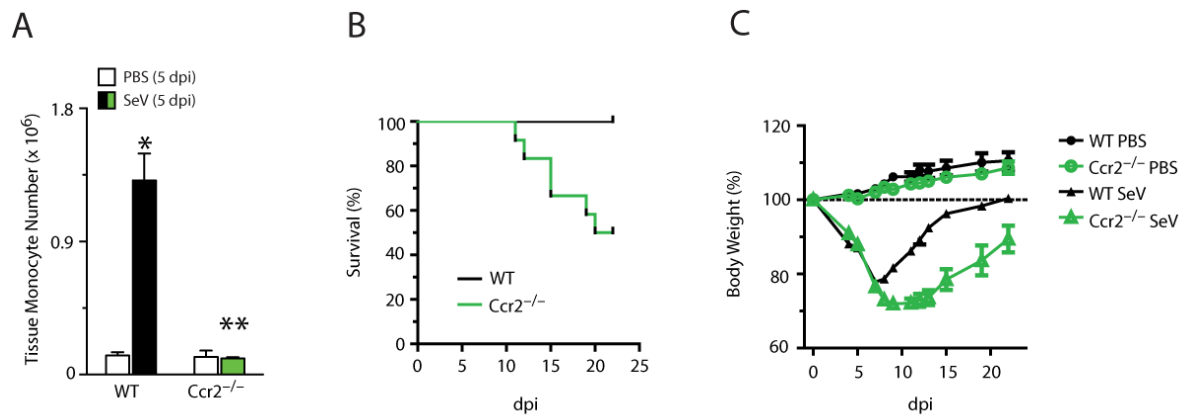 A
PBS (5 dpi)
SeV (5 dpi)
Tissue Monocyte Number (x 10⁶)
1.8
0.9
0
*
**
WT
Ccr2⁻/⁻
B
Survival (%)
100
80
60
40
20
0
WT
Ccr2⁻/⁻
0 5 10 15 20 25
dpi
C
Body Weight (%)
120
100
80
60
WT PBS
Ccr2⁻/⁻ PBS
WT SeV
Ccr2⁻/⁻ SeV
0 5 10 15 20
dpi